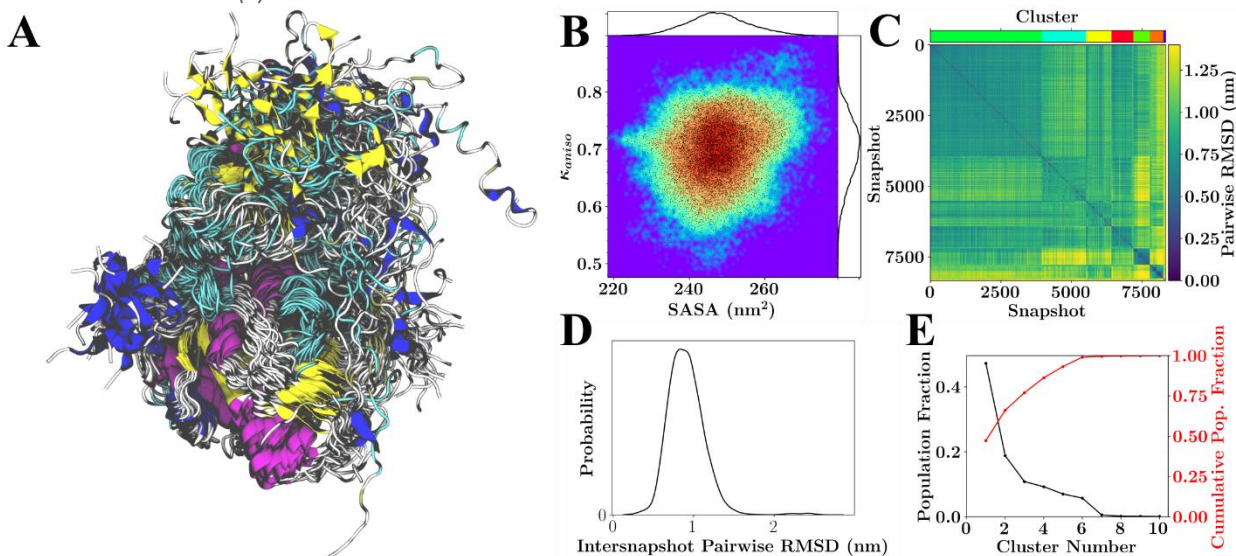 A
B
κaniso
0.8
0.7
0.6
0.5
220
240
260
SASA (nm²)
C
Cluster
Snapshot
0
2500
5000
7500
0
2500
5000
7500
Snapshot
1.25
1.00
0.75
0.50
0.25
0.00
Pairwise RMSD (nm)
D
Probability
0
0
1
2
Intersnapshot Pairwise RMSD (nm)
E
Population Fraction
0.4
0.2
0.0
0
2
4
6
8
10
Cluster Number
1.00
0.75
0.50
0.25
0.00
Cumulative Pop. Fraction